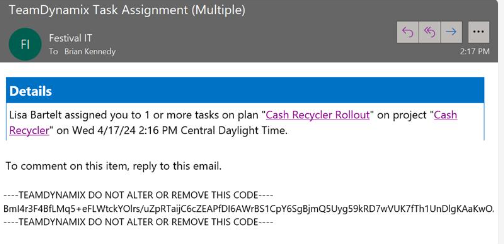 TeamDynamix Task Assignment (Multiple)
FI
Festival IT
To Brian Kennedy
2:17 PM
Details
Lisa Bartelt assigned you to 1 or more tasks on plan "Cash Recycler Rollout" on project "Cash
Recycler" on Wed 4/17/24 2:16 PM Central Daylight Time.
To comment on this item, reply to this email.
----TEAMDYNAMIX DO NOT ALTER OR REMOVE THIS CODE----
BmI4r3F4BfLMq5+eFLWtckYOlrs/uZpRTaijC6cZEAPfDI6AWrBS1CpY6SgBjmQ5Uyg59kRD7wVUK7fTh1UnDlgKAaKwO.
----TEAMDYNAMIX DO NOT ALTER OR REMOVE THIS CODE----